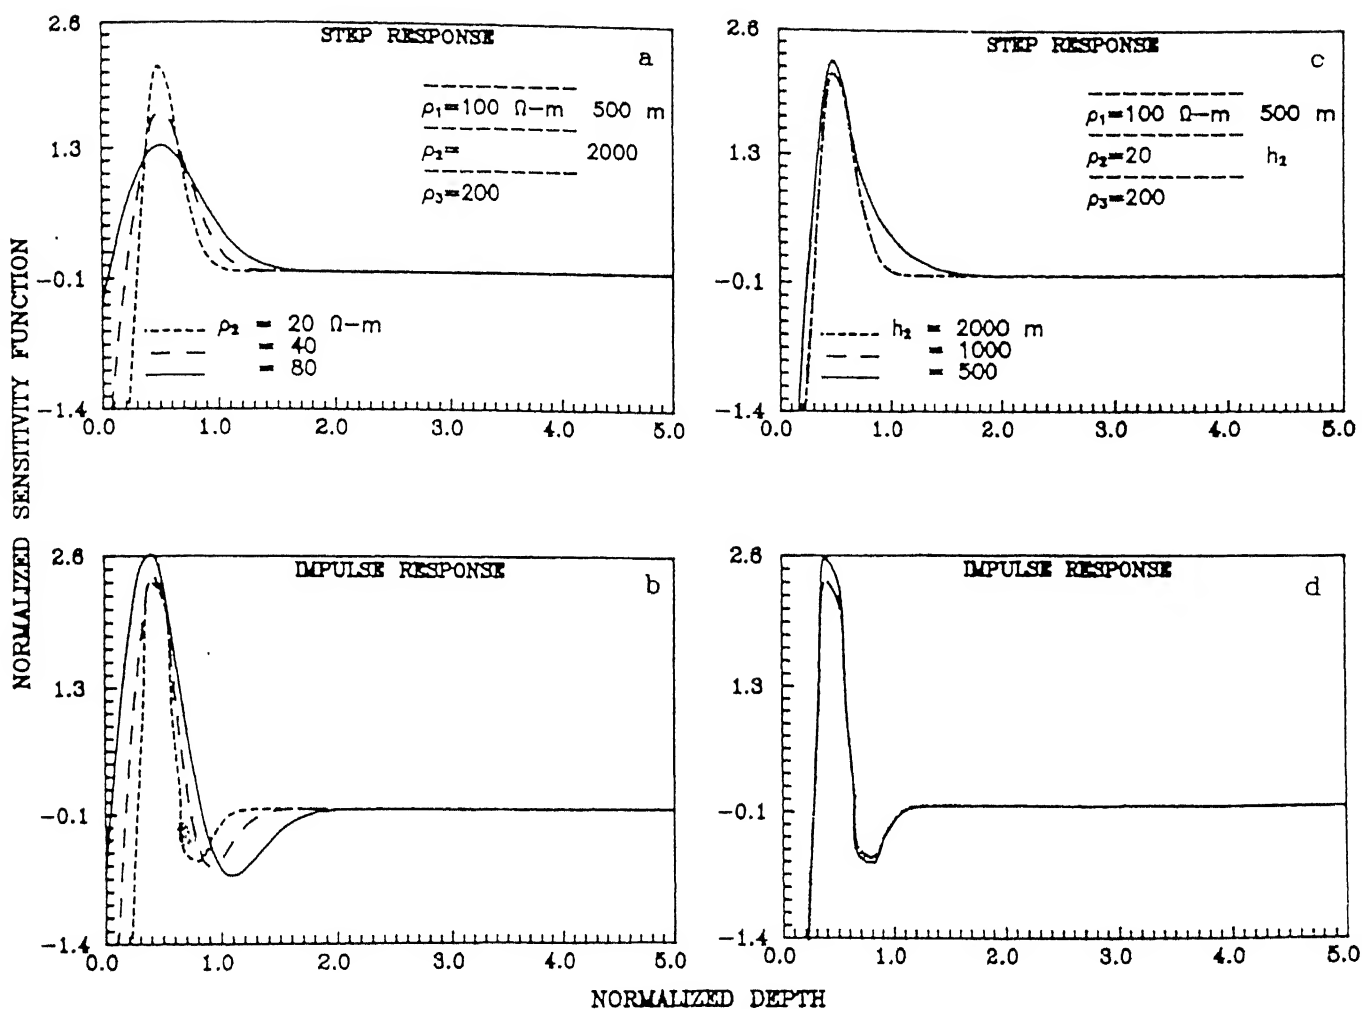 NORMALIZED SENSITIVITY FUNCTION
2.6
1.3
−0.1
−1.4
STEP RESPONSE
a
ρ₁=100 Ω−m 500 m
ρ₂= 2000
ρ₃=200
ρ₂ = 20 Ω−m
= 40
= 80
0.0 1.0 2.0 3.0 4.0 5.0
2.6
1.3
−0.1
−1.4
STEP RESPONSE
c
ρ₁=100 Ω−m 500 m
ρ₂=20 h₂
ρ₃=200
h₂ = 2000 m
= 1000
= 500
0.0 1.0 2.0 3.0 4.0 5.0
2.6
1.3
−0.1
−1.4
IMPULSE RESPONSE
b
0.0 1.0 2.0 3.0 4.0 5.0
2.6
1.3
−0.1
−1.4
IMPULSE RESPONSE
d
0.0 1.0 2.0 3.0 4.0 5.0
NORMALIZED DEPTH